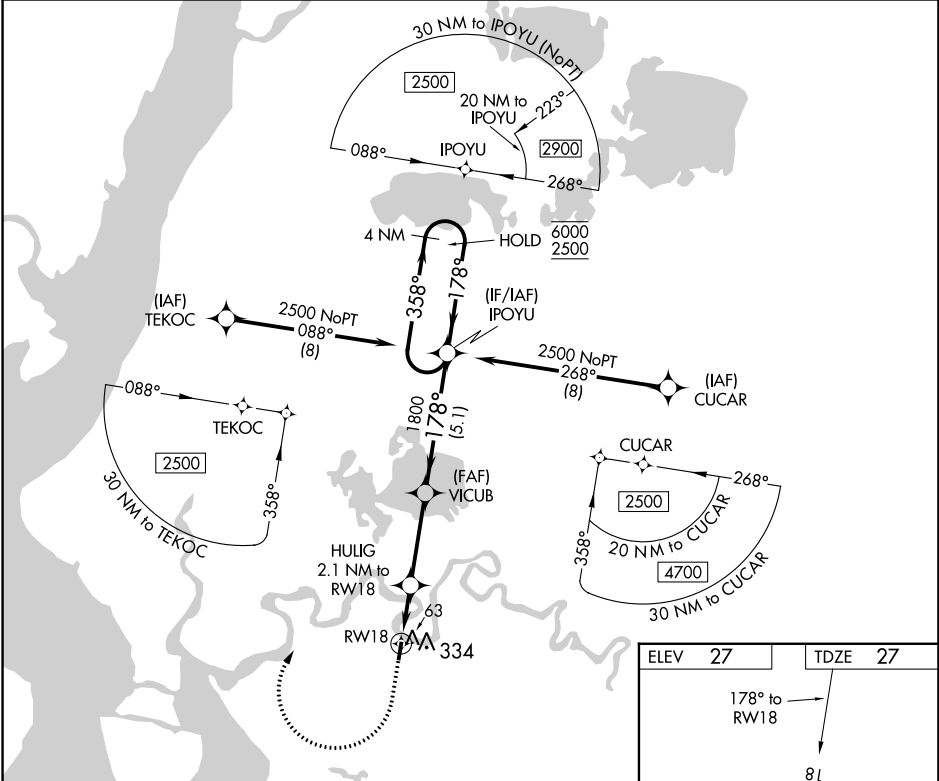 30 NM to IPOYU (NoPT)
2500
20 NM to
IPOYU
223°
2900
088°
IPOYU
268°
4 NM
HOLD
6000
2500
358°
178°
(IF/IAF)
IPOYU
(IAF)
TEKOC
2500 NoPT
088°
(8)
2500 NoPT
268°
(8)
(IAF)
CUCAR
088°
TEKOC
2500
358°
30 NM to TEKOC
1800
178°
(5.1)
(FAF)
VICUB
CUCAR
268°
2500
358°
20 NM to CUCAR
4700
30 NM to CUCAR
HULIG
2.1 NM to
RW18
63
RW18
334
ELEV 27
TDZE 27
178° to
RW18
8L